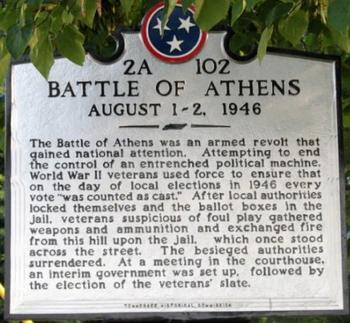 2A 102
BATTLE OF ATHENS
AUGUST 1-2, 1946
The Battle of Athens was an armed revolt that
gained national attention. Attempting to end
the control of an entrenched political machine,
World War II veterans used force to ensure that
on the day of local elections in 1946 every
vote "was counted as cast." After local authorities
locked themselves and the ballot boxes in the
jail, veterans suspicious of foul play gathered
weapons and ammunition and exchanged fire
from this hill upon the jail, which once stood
across the street. The besieged authorities
surrendered. At a meeting in the courthouse,
an interim government was set up, followed by
the election of the veterans' slate.
TENNESSEE HISTORICAL COMMISSION